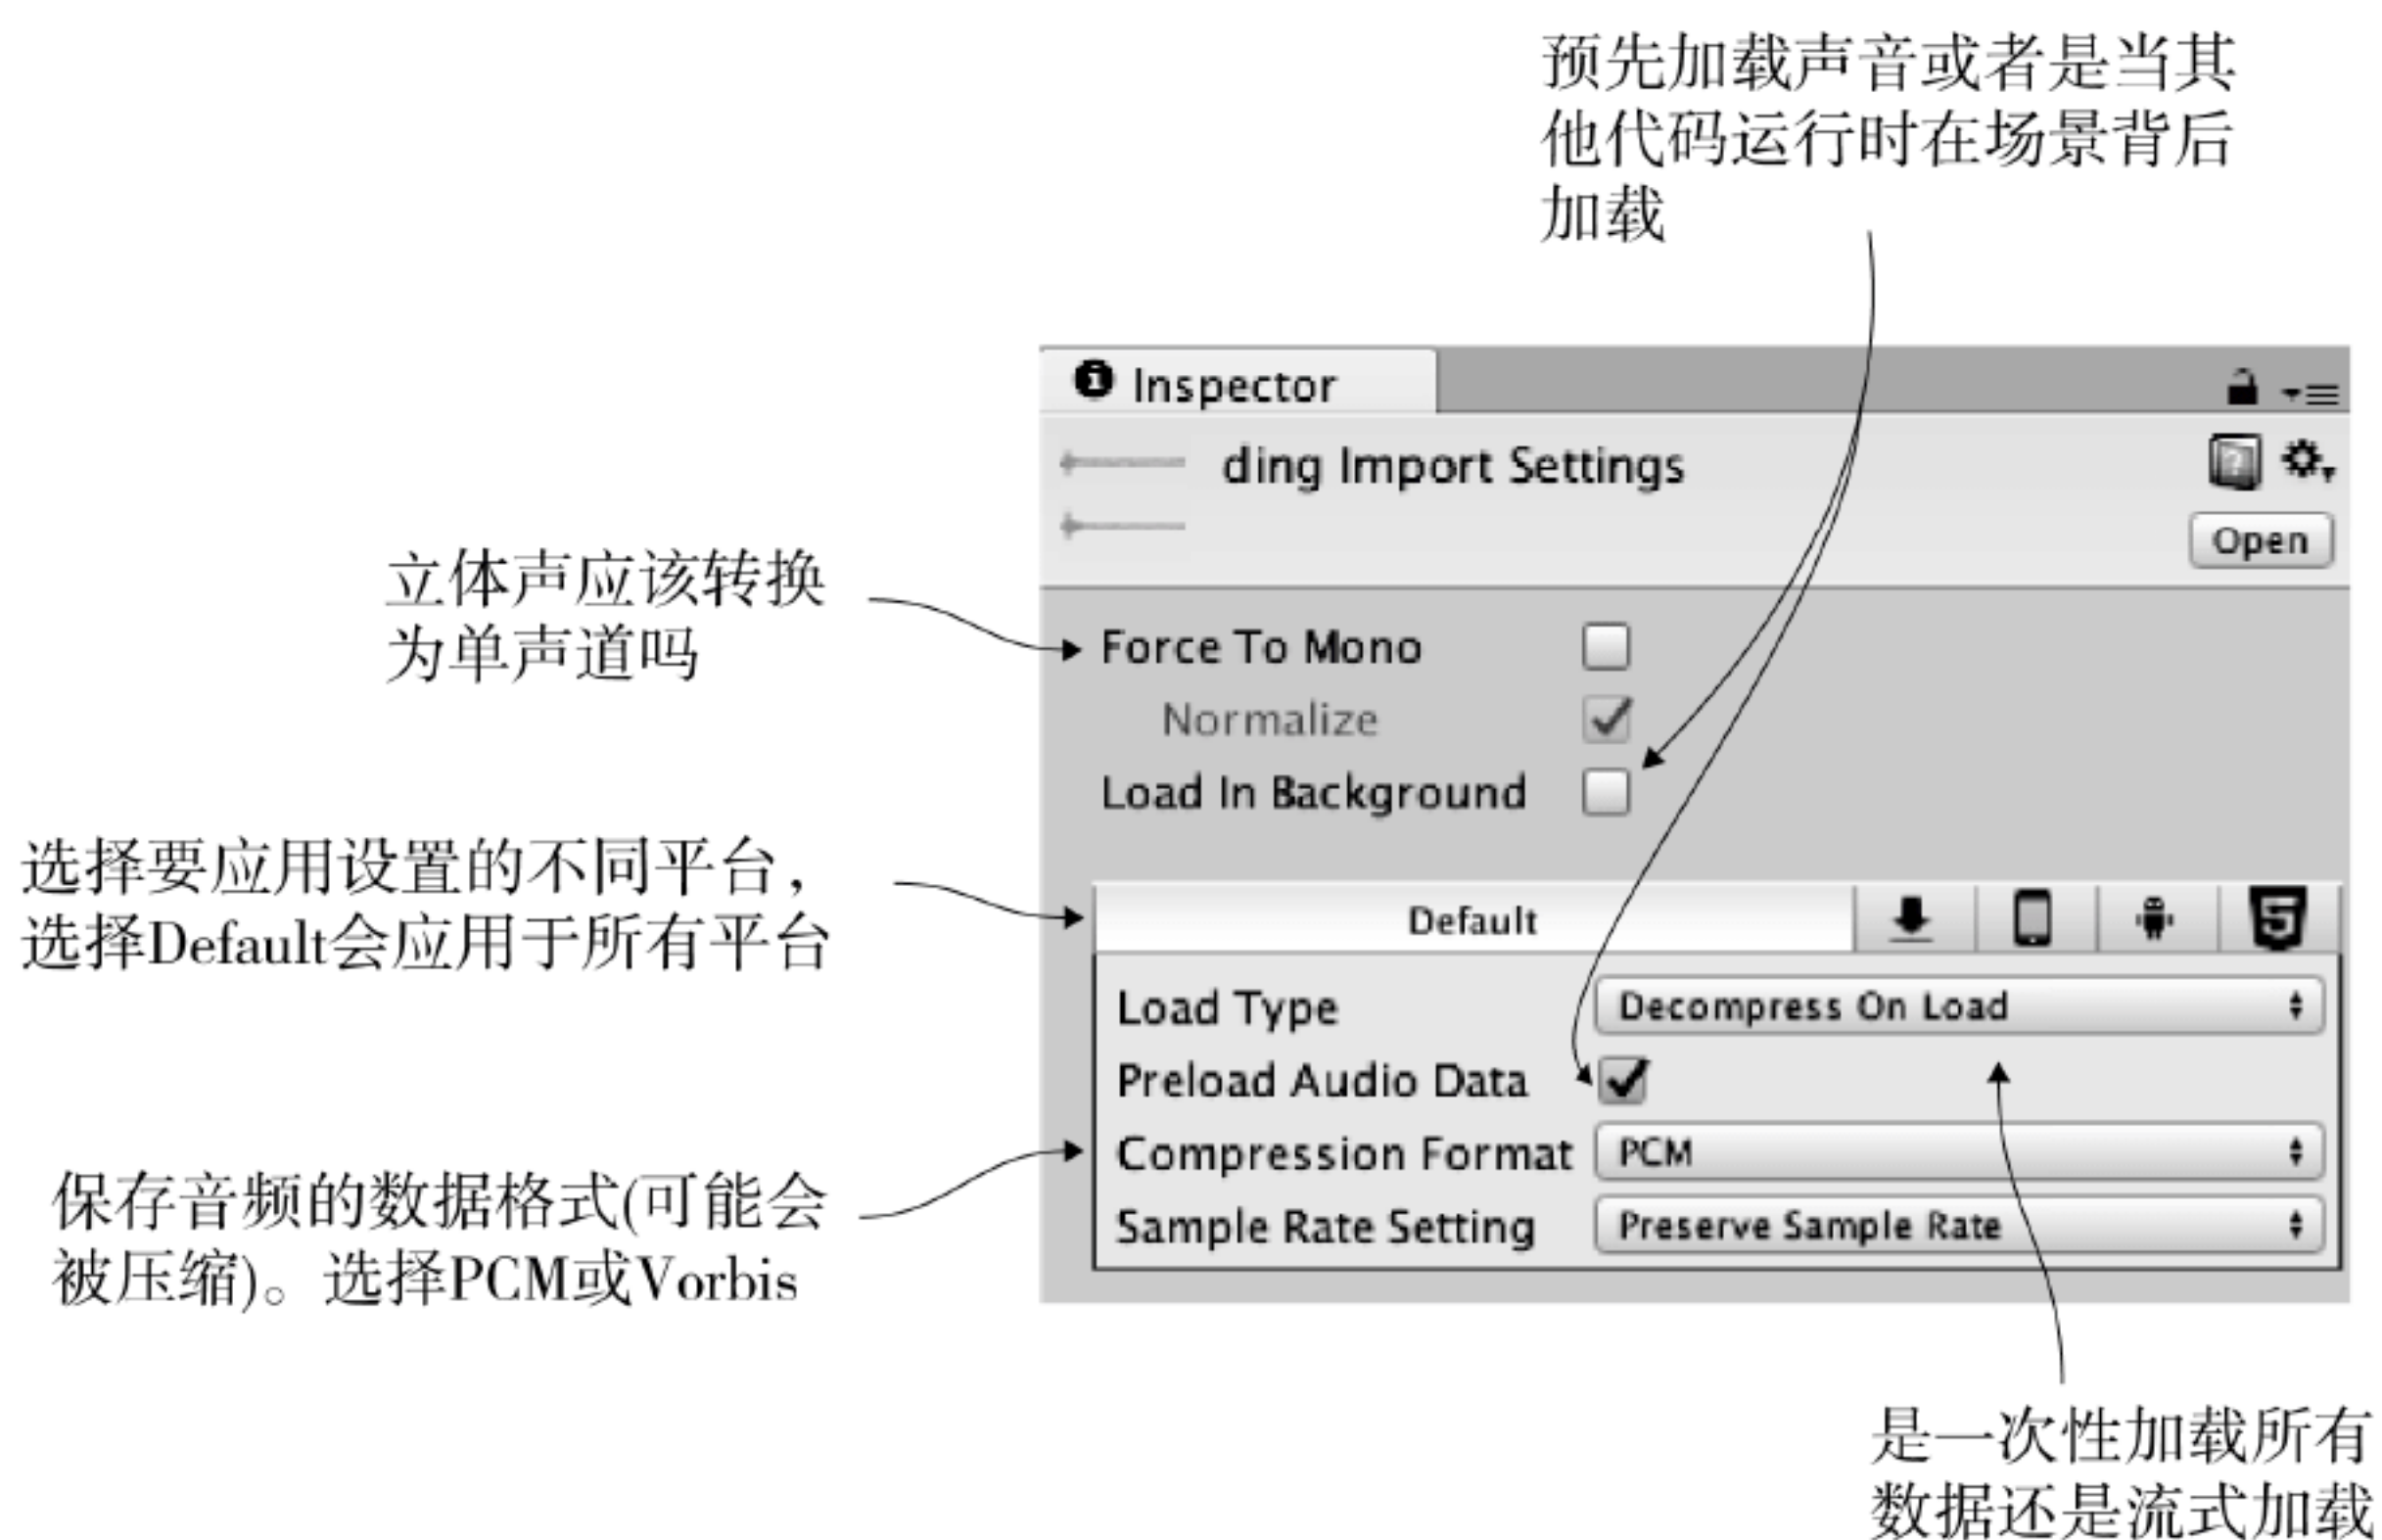 预先加载声音或者是当其
他代码运行时在场景背后
加载
Inspector
ding Import Settings
Open
立体声应该转换
为单声道吗
Force To Mono
Normalize
Load In Background
选择要应用设置的不同平台，
选择Default会应用于所有平台
Default
Load Type
Decompress On Load
Preload Audio Data
保存音频的数据格式(可能会
被压缩)。选择PCM或Vorbis
Compression Format
PCM
Sample Rate Setting
Preserve Sample Rate
是一次性加载所有
数据还是流式加载